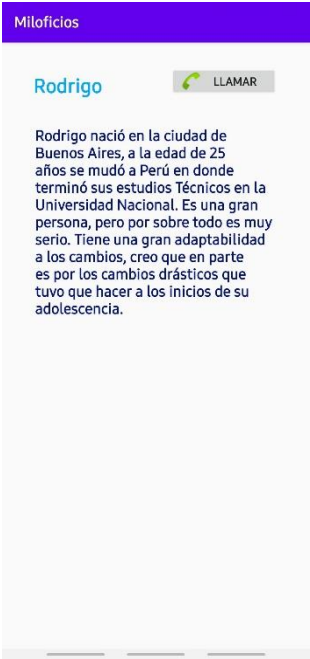 Miloficios
Rodrigo
LLAMAR
Rodrigo nació en la ciudad de
Buenos Aires, a la edad de 25
años se mudó a Perú en donde
terminó sus estudios Técnicos en la
Universidad Nacional. Es una gran
persona, pero por sobre todo es muy
serio. Tiene una gran adaptabilidad
a los cambios, creo que en parte
es por los cambios drásticos que
tuvo que hacer a los inicios de su
adolescencia.